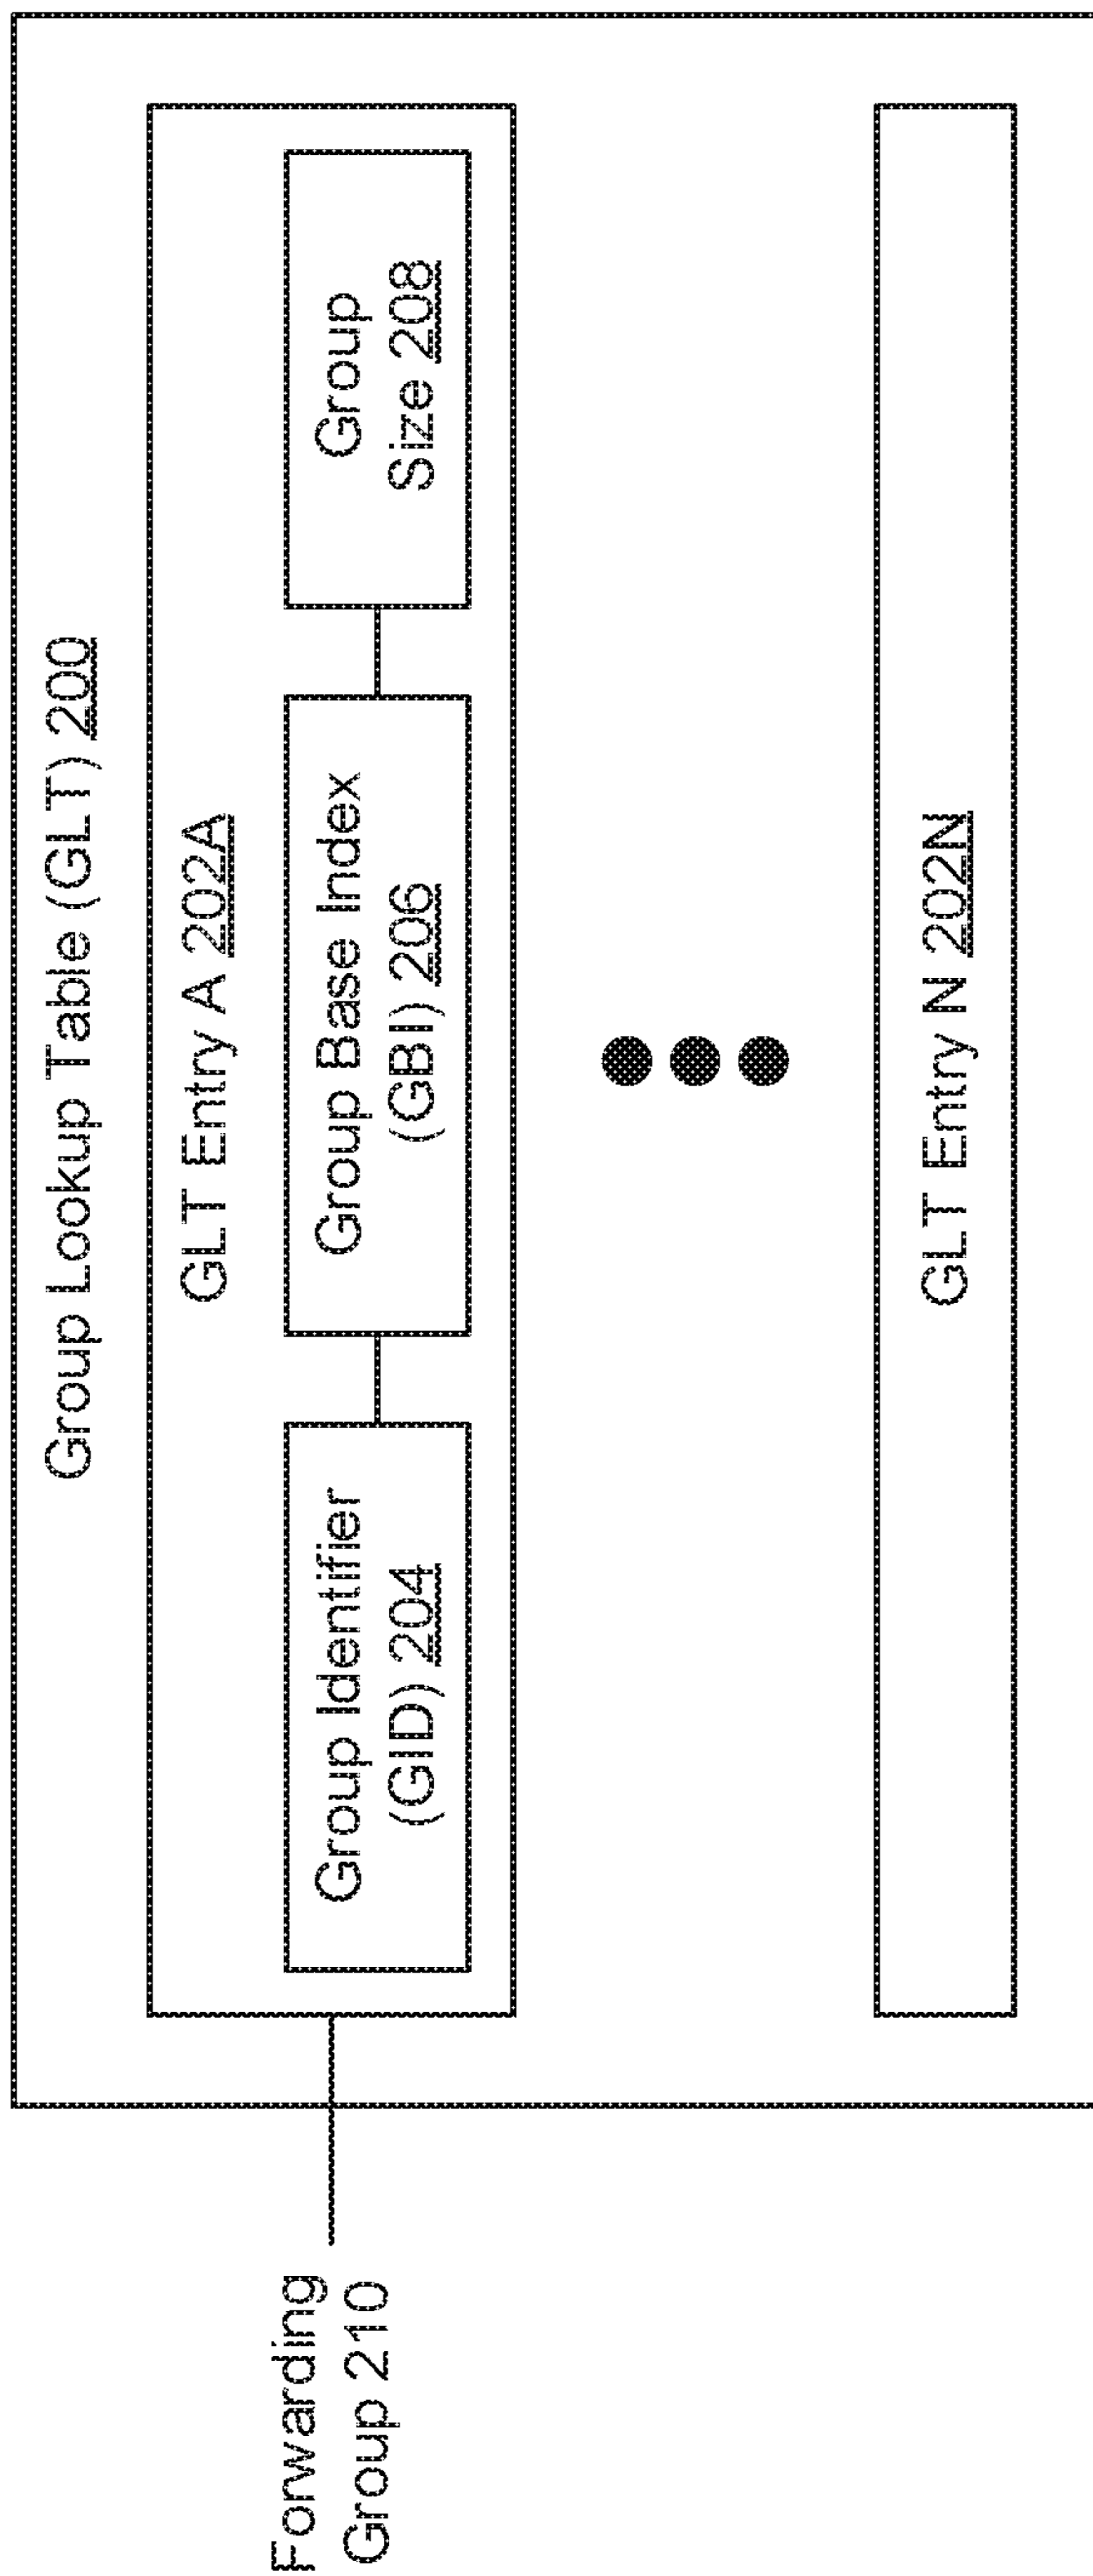 Group Lookup Table (GLT) 200
GLT Entry A 202A
Forwarding
Group 210
Group Identifier
(GID) 204
Group Base Index
(GBI) 206
Group
Size 208
GLT Entry N 202N